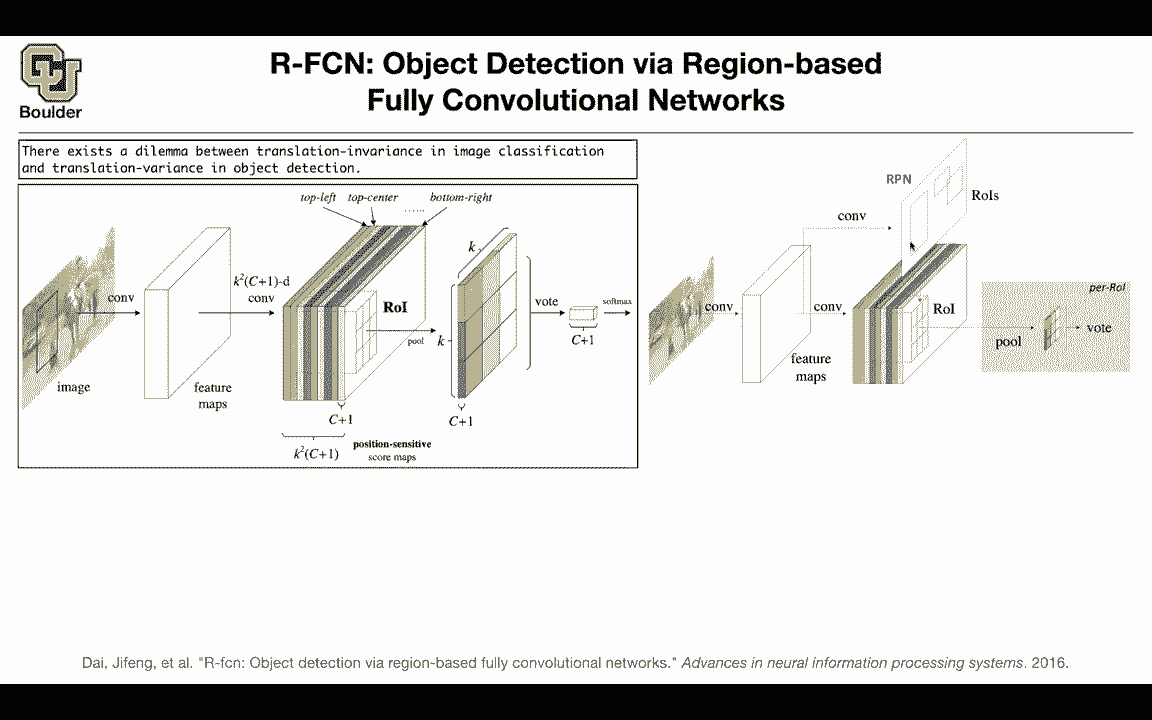 R-FCN: Object Detection via Region-based
Fully Convolutional Networks
Boulder
There exists a dilemma between translation-invariance in image classification
and translation-variance in object detection.
top-left top-center ...... bottom-right
image
conv
feature
maps
k²(C+1)-d
conv
RoI
pool
k
k
C+1
k²(C+1)
position-sensitive
score maps
C+1
vote
C+1
softmax
conv
feature
maps
conv
conv
RPN
RoIs
RoI
per-RoI
pool
vote
Dai, Jifeng, et al. "R-fcn: Object detection via region-based fully convolutional networks." Advances in neural information processing systems. 2016.